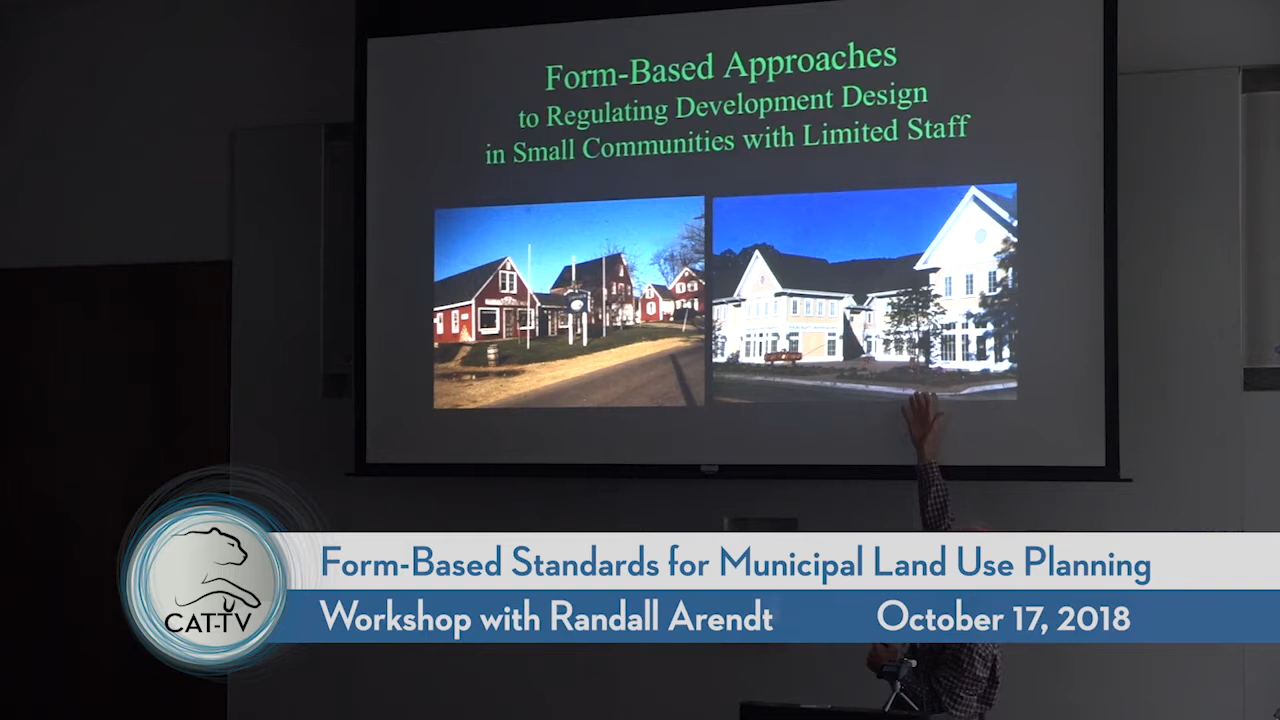 Form-Based Approaches
to Regulating Development Design
in Small Communities with Limited Staff
Form-Based Standards for Municipal Land Use Planning
CAT-TV
Workshop with Randall Arendt
October 17, 2018